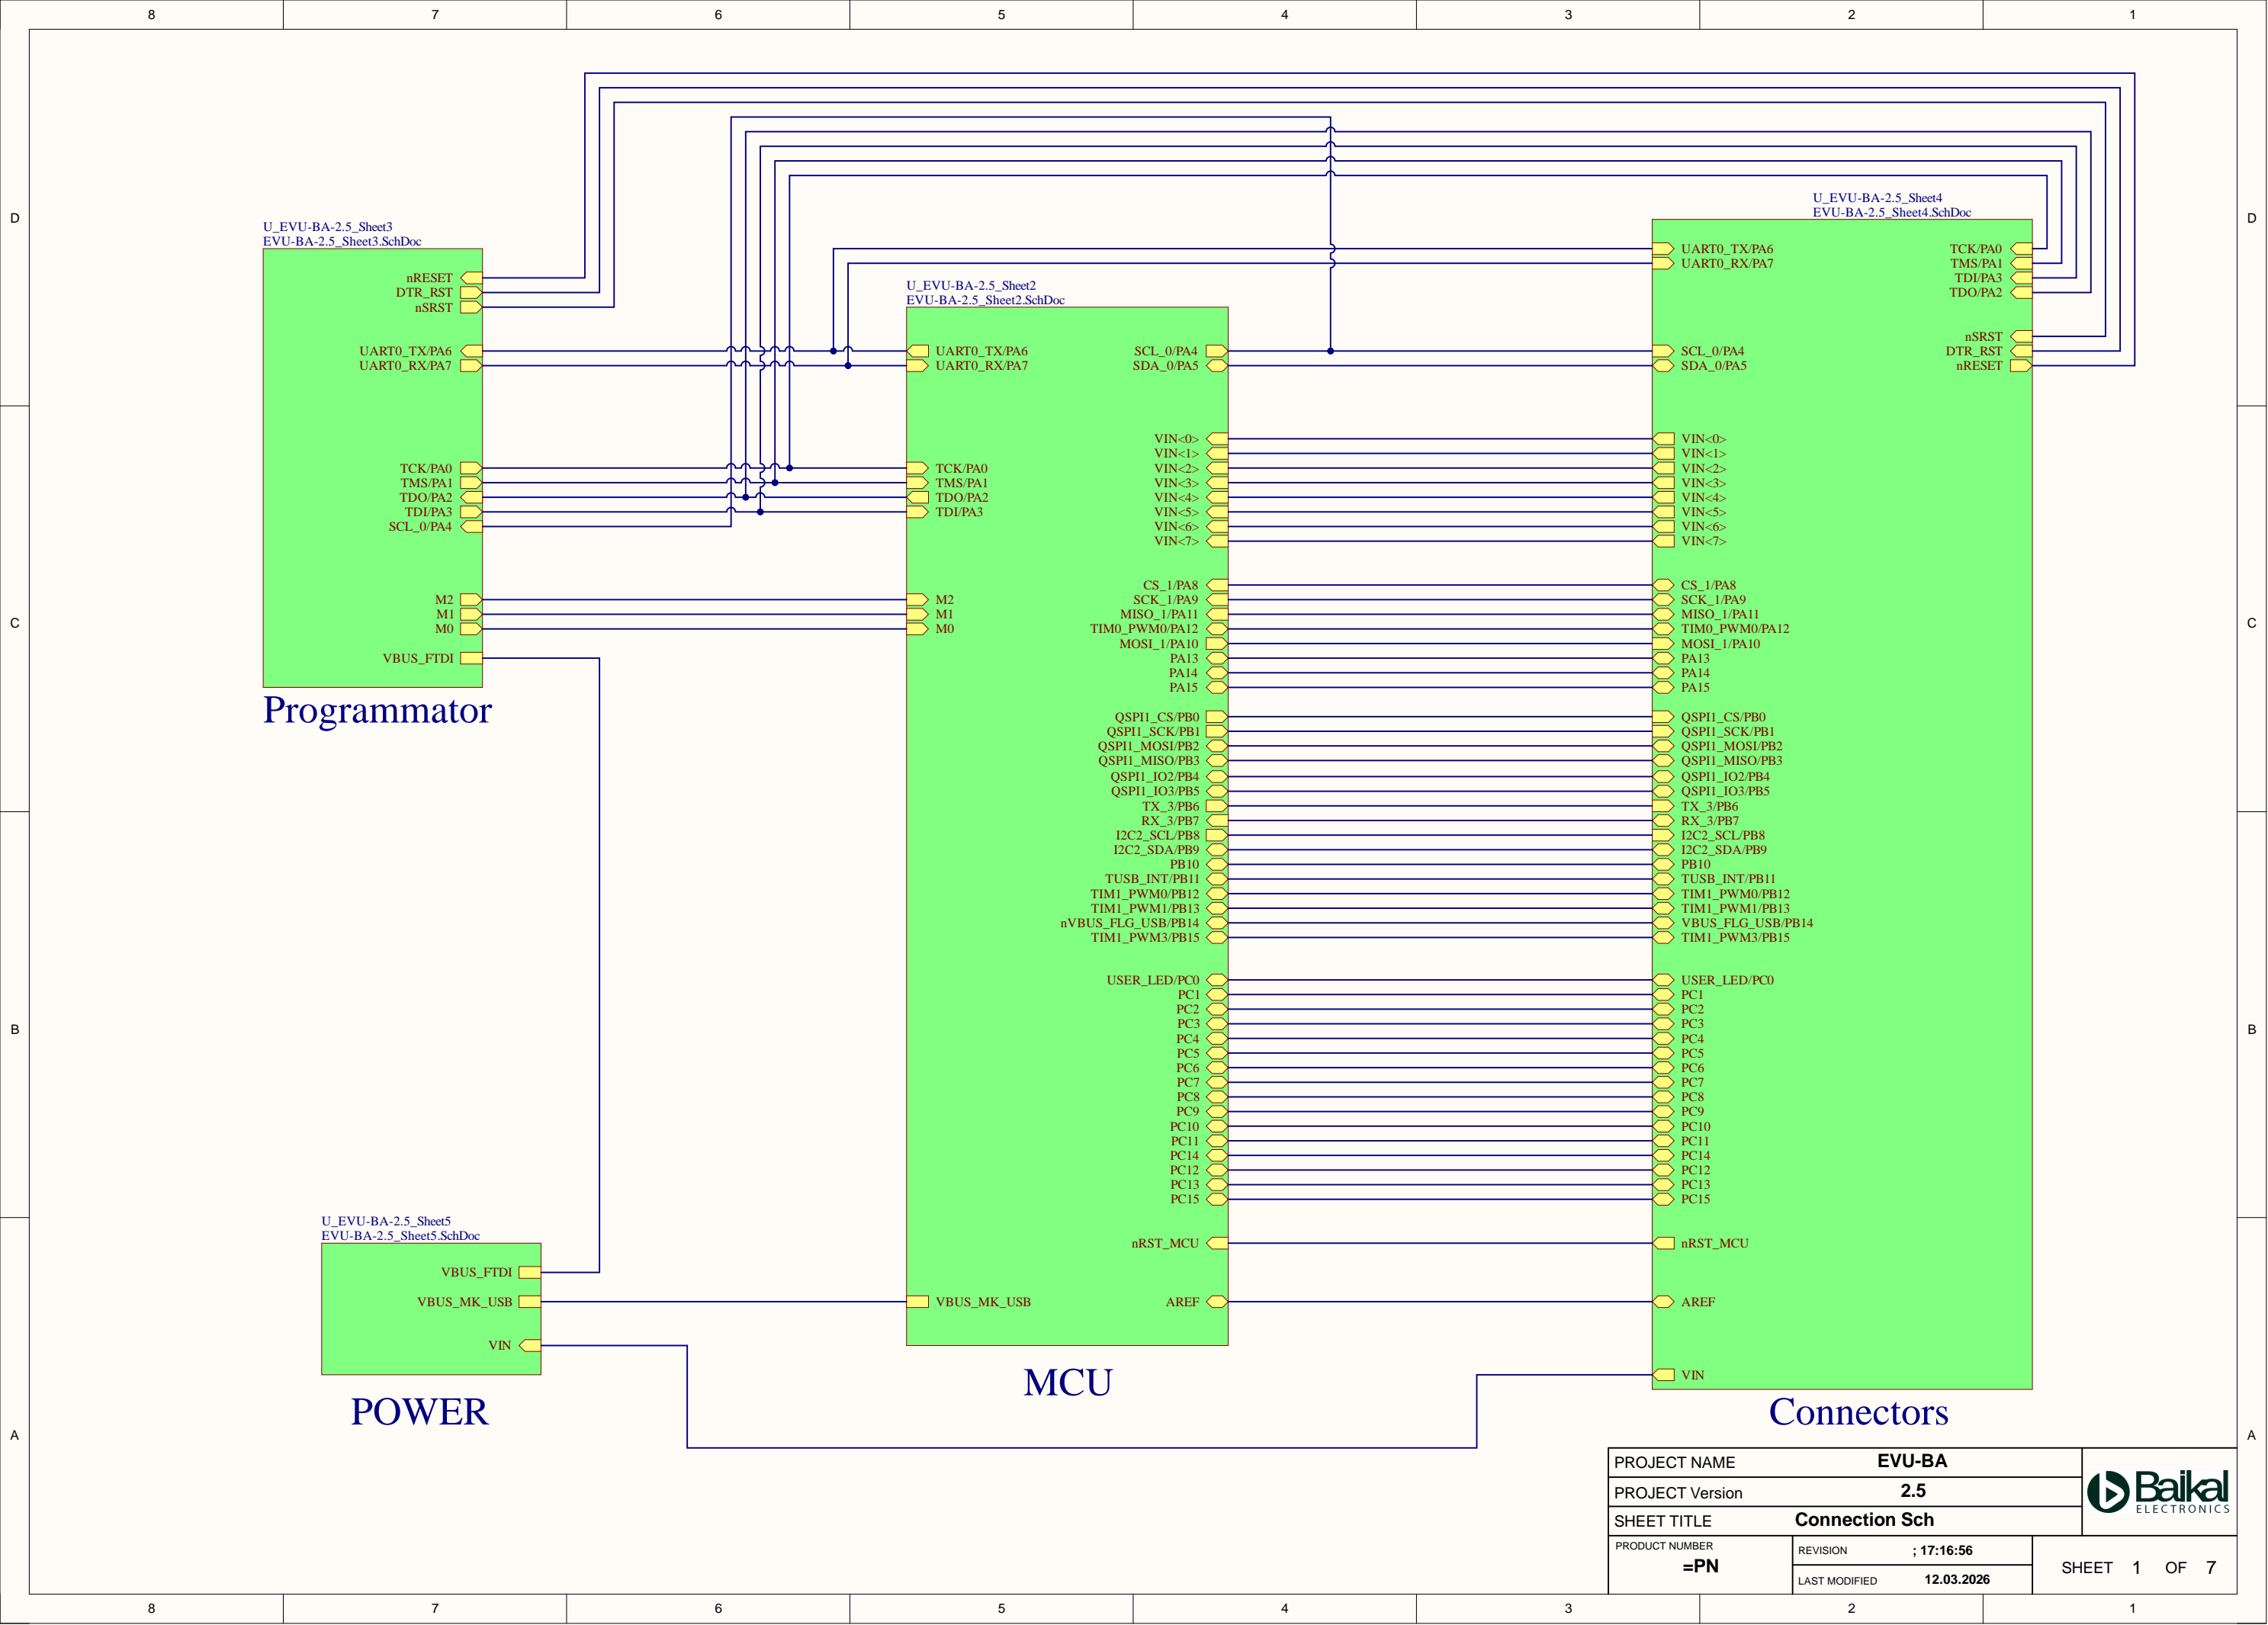 8 7 6 5 4 3 2 1
D
C
B
A
D
C
B
A
U_EVU-BA-2.5_Sheet3
EVU-BA-2.5_Sheet3.SchDoc
nRESET
DTR_RST
nSRST
UART0_TX/PA6
UART0_RX/PA7
TCK/PA0
TMS/PA1
TDO/PA2
TDI/PA3
SCL_0/PA4
M2
M1
M0
VBUS_FTDI
Programmator
U_EVU-BA-2.5_Sheet5
EVU-BA-2.5_Sheet5.SchDoc
VBUS_FTDI
VBUS_MK_USB
VIN
POWER
U_EVU-BA-2.5_Sheet2
EVU-BA-2.5_Sheet2.SchDoc
UART0_TX/PA6
UART0_RX/PA7
TCK/PA0
TMS/PA1
TDO/PA2
TDI/PA3
M2
M1
M0
VBUS_MK_USB
SCL_0/PA4
SDA_0/PA5
VIN<0>
VIN<1>
VIN<2>
VIN<3>
VIN<4>
VIN<5>
VIN<6>
VIN<7>
CS_1/PA8
SCK_1/PA9
MISO_1/PA11
TIM0_PWM0/PA12
MOSI_1/PA10
PA13
PA14
PA15
QSPI1_CS/PB0
QSPI1_SCK/PB1
QSPI1_MOSI/PB2
QSPI1_MISO/PB3
QSPI1_IO2/PB4
QSPI1_IO3/PB5
TX_3/PB6
RX_3/PB7
I2C2_SCL/PB8
I2C2_SDA/PB9
PB10
TUSB_INT/PB11
TIM1_PWM0/PB12
TIM1_PWM1/PB13
nVBUS_FLG_USB/PB14
TIM1_PWM3/PB15
USER_LED/PC0
PC1
PC2
PC3
PC4
PC5
PC6
PC7
PC8
PC9
PC10
PC11
PC14
PC12
PC13
PC15
nRST_MCU
AREF
MCU
U_EVU-BA-2.5_Sheet4
EVU-BA-2.5_Sheet4.SchDoc
UART0_TX/PA6
UART0_RX/PA7
SCL_0/PA4
SDA_0/PA5
VIN<0>
VIN<1>
VIN<2>
VIN<3>
VIN<4>
VIN<5>
VIN<6>
VIN<7>
CS_1/PA8
SCK_1/PA9
MISO_1/PA11
TIM0_PWM0/PA12
MOSI_1/PA10
PA13
PA14
PA15
QSPI1_CS/PB0
QSPI1_SCK/PB1
QSPI1_MOSI/PB2
QSPI1_MISO/PB3
QSPI1_IO2/PB4
QSPI1_IO3/PB5
TX_3/PB6
RX_3/PB7
I2C2_SCL/PB8
I2C2_SDA/PB9
PB10
TUSB_INT/PB11
TIM1_PWM0/PB12
TIM1_PWM1/PB13
VBUS_FLG_USB/PB14
TIM1_PWM3/PB15
USER_LED/PC0
PC1
PC2
PC3
PC4
PC5
PC6
PC7
PC8
PC9
PC10
PC11
PC14
PC12
PC13
PC15
nRST_MCU
AREF
VIN
TCK/PA0
TMS/PA1
TDI/PA3
TDO/PA2
nSRST
DTR_RST
nRESET
Connectors
PROJECT NAME EVU-BA
PROJECT Version 2.5
SHEET TITLE Connection Sch
Baikal
ELECTRONICS
PRODUCT NUMBER
=PN
REVISION ; 17:16:56
LAST MODIFIED 12.03.2026
SHEET 1 OF 7
8 7 6 5 4 3 2 1